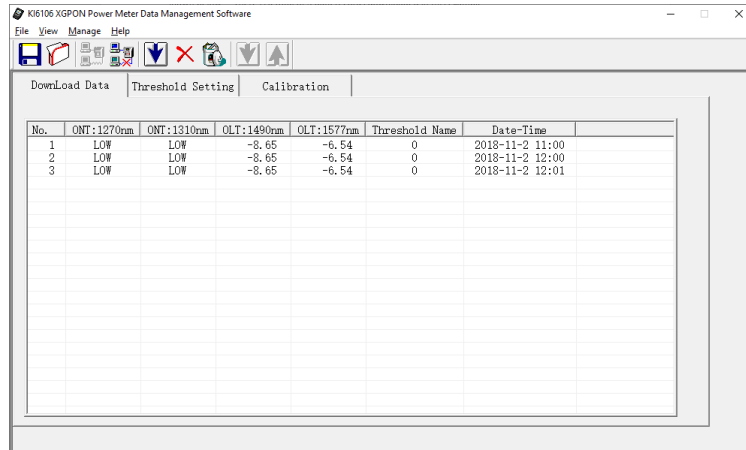 KI6106 XGPON Power Meter Data Management Software
File View Manage Help
DownLoad Data Threshold Setting Calibration
No. ONT:1270nm ONT:1310nm OLT:1490nm OLT:1577nm Threshold Name Date-Time
1 LOW LOW -8.65 -6.54 0 2018-11-2 11:00
2 LOW LOW -8.65 -6.54 0 2018-11-2 12:00
3 LOW LOW -8.65 -6.54 0 2018-11-2 12:01